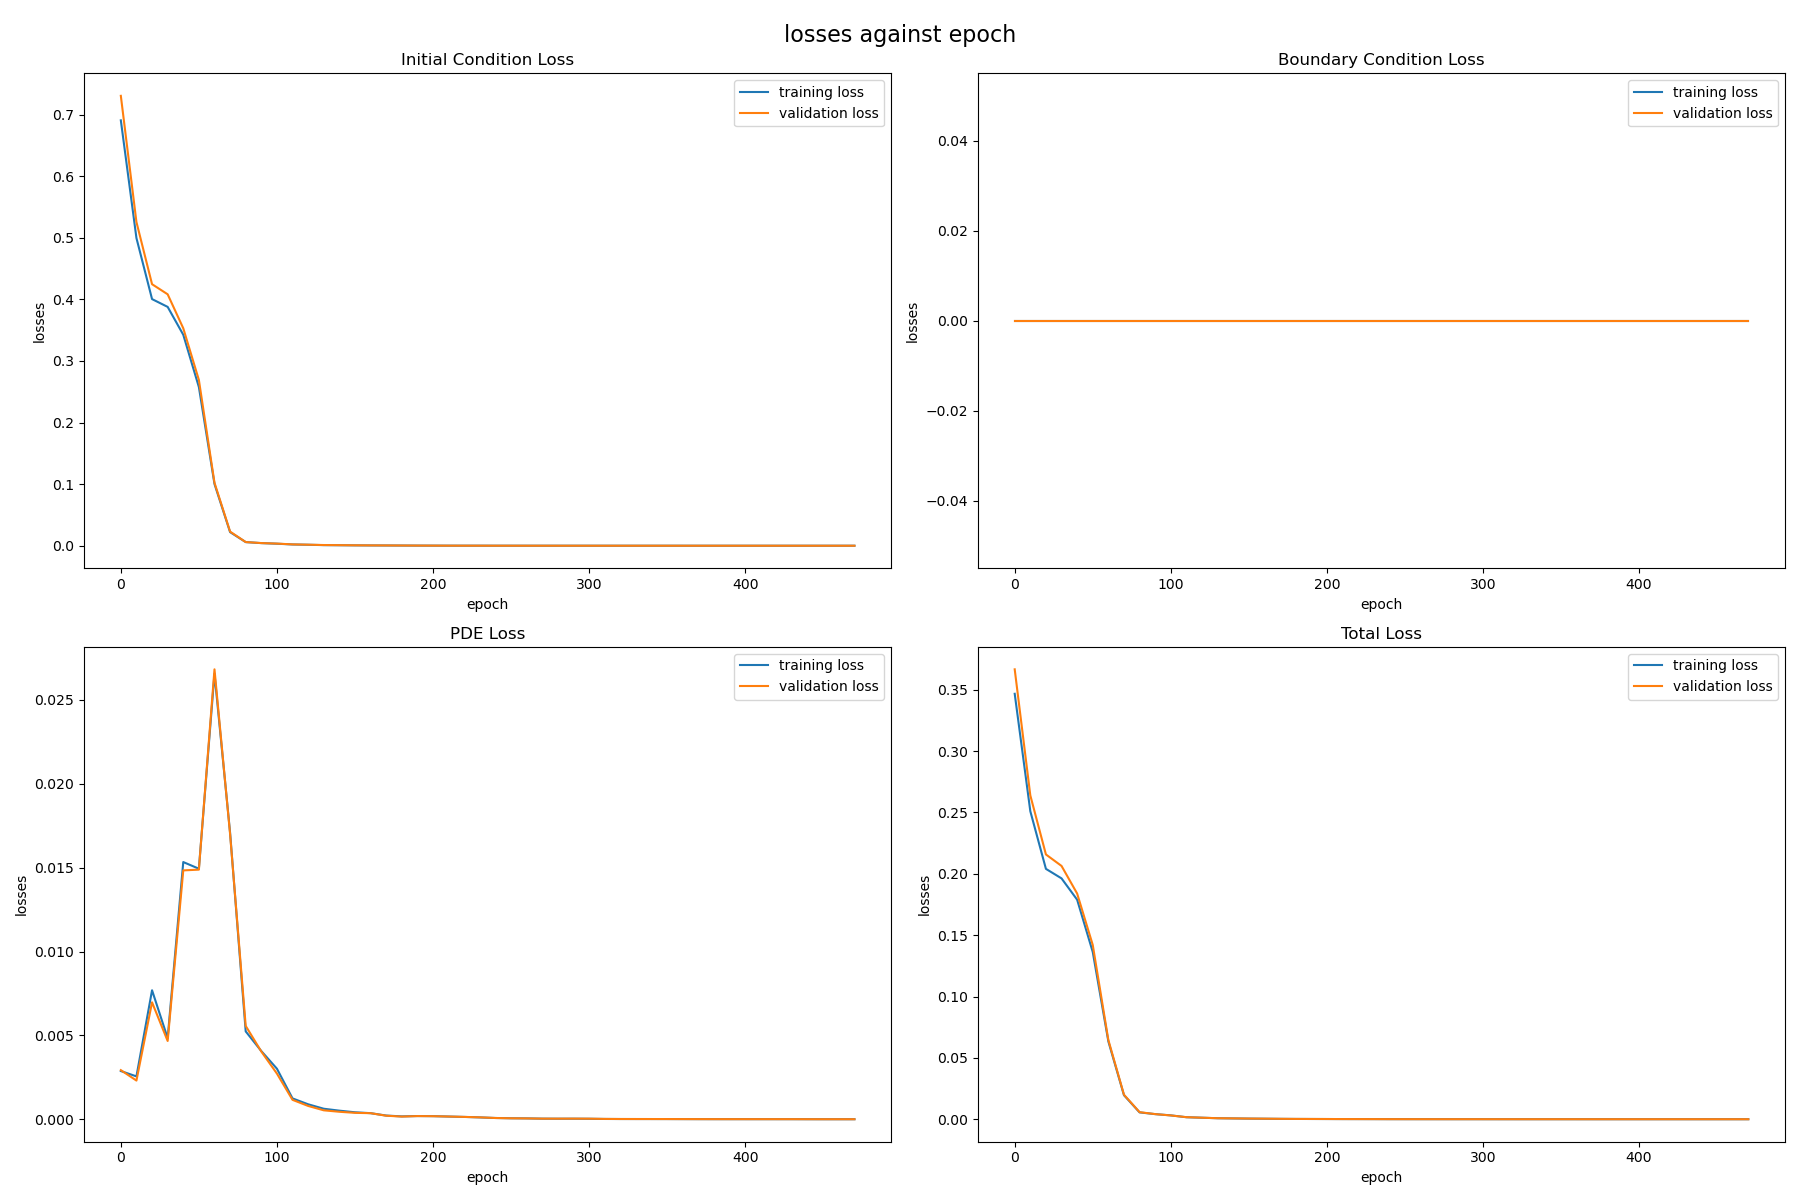 losses against epoch
Initial Condition Loss
training loss
validation loss
0.7
0.6
0.5
0.4
0.3
0.2
0.1
0.0
losses
0 100 200 300 400
epoch
Boundary Condition Loss
training loss
validation loss
0.04
0.02
0.00
−0.02
−0.04
losses
0 100 200 300 400
epoch
PDE Loss
training loss
validation loss
0.025
0.020
0.015
0.010
0.005
0.000
losses
0 100 200 300 400
epoch
Total Loss
training loss
validation loss
0.35
0.30
0.25
0.20
0.15
0.10
0.05
0.00
losses
0 100 200 300 400
epoch